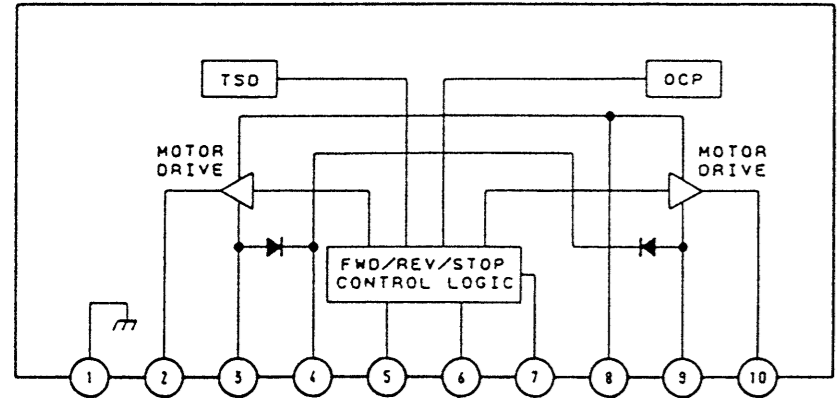 TSD
OCP
MOTOR
DRIVE
MOTOR
DRIVE
FWD/REV/STOP
CONTROL LOGIC
1
2
3
4
5
6
7
8
9
10